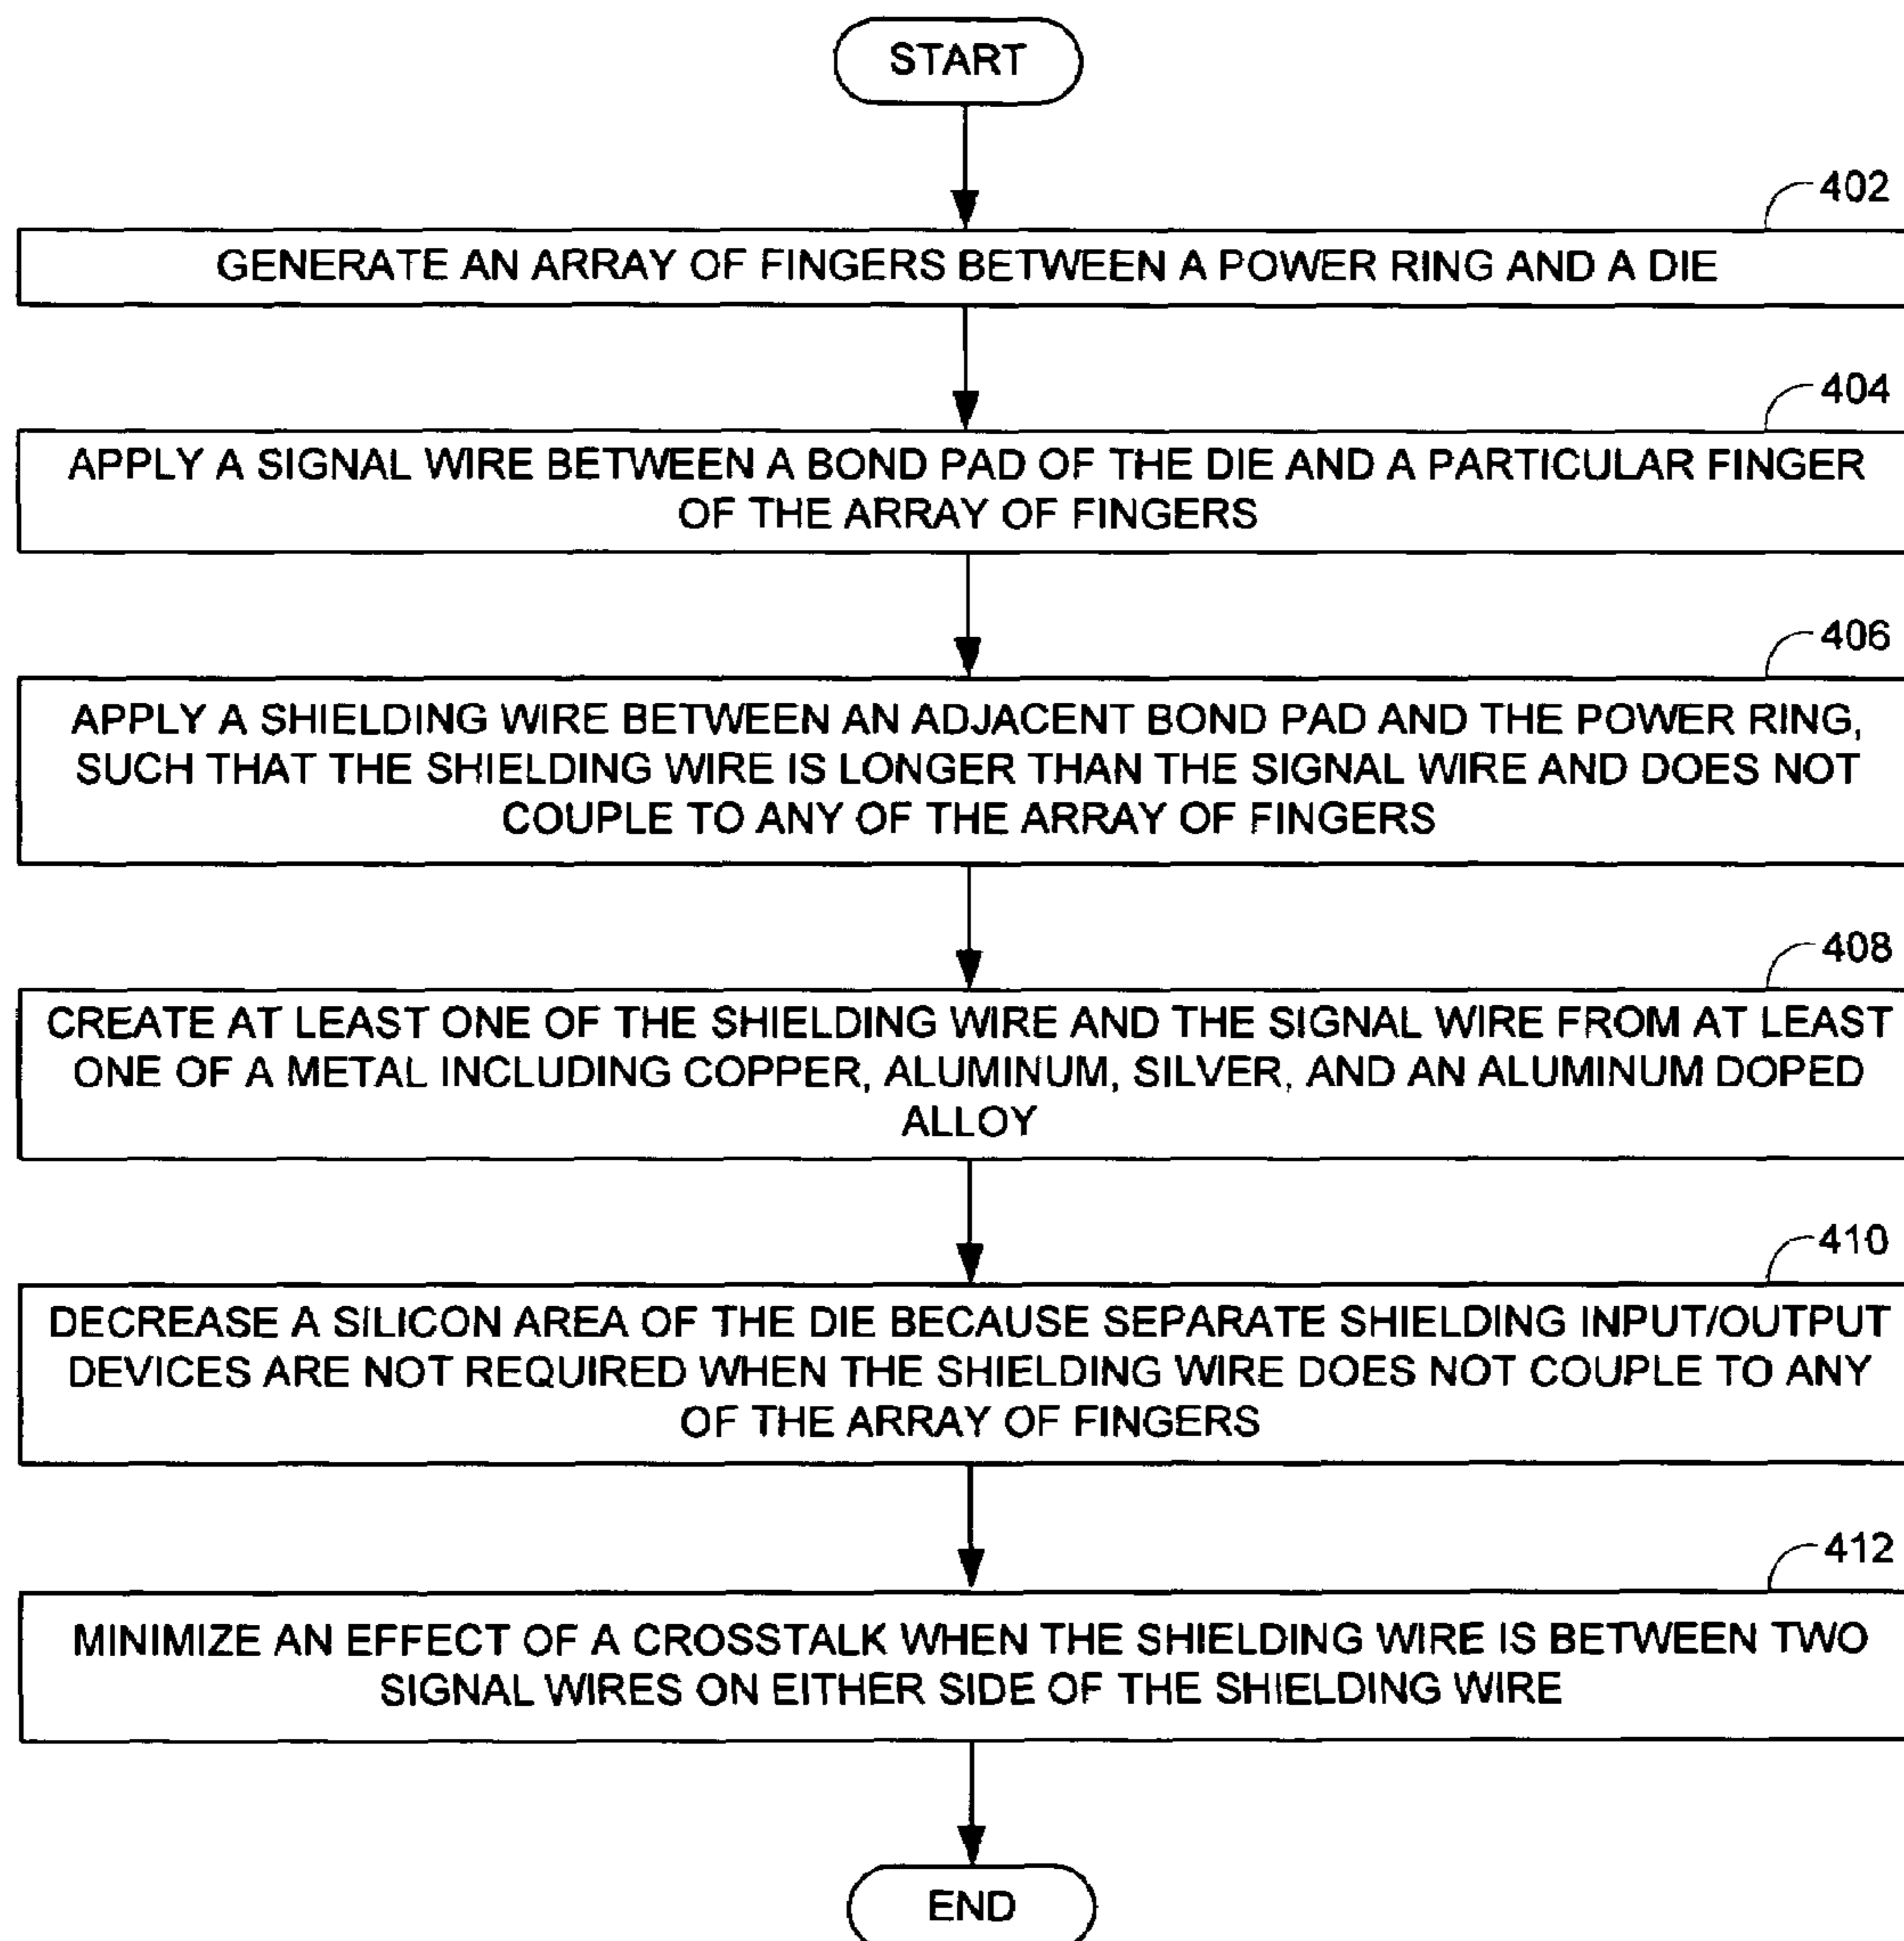 START
402
GENERATE AN ARRAY OF FINGERS BETWEEN A POWER RING AND A DIE
404
APPLY A SIGNAL WIRE BETWEEN A BOND PAD OF THE DIE AND A PARTICULAR FINGER
OF THE ARRAY OF FINGERS
406
APPLY A SHIELDING WIRE BETWEEN AN ADJACENT BOND PAD AND THE POWER RING,
SUCH THAT THE SHIELDING WIRE IS LONGER THAN THE SIGNAL WIRE AND DOES NOT
COUPLE TO ANY OF THE ARRAY OF FINGERS
408
CREATE AT LEAST ONE OF THE SHIELDING WIRE AND THE SIGNAL WIRE FROM AT LEAST
ONE OF A METAL INCLUDING COPPER, ALUMINUM, SILVER, AND AN ALUMINUM DOPED
ALLOY
410
DECREASE A SILICON AREA OF THE DIE BECAUSE SEPARATE SHIELDING INPUT/OUTPUT
DEVICES ARE NOT REQUIRED WHEN THE SHIELDING WIRE DOES NOT COUPLE TO ANY
OF THE ARRAY OF FINGERS
412
MINIMIZE AN EFFECT OF A CROSSTALK WHEN THE SHIELDING WIRE IS BETWEEN TWO
SIGNAL WIRES ON EITHER SIDE OF THE SHIELDING WIRE
END